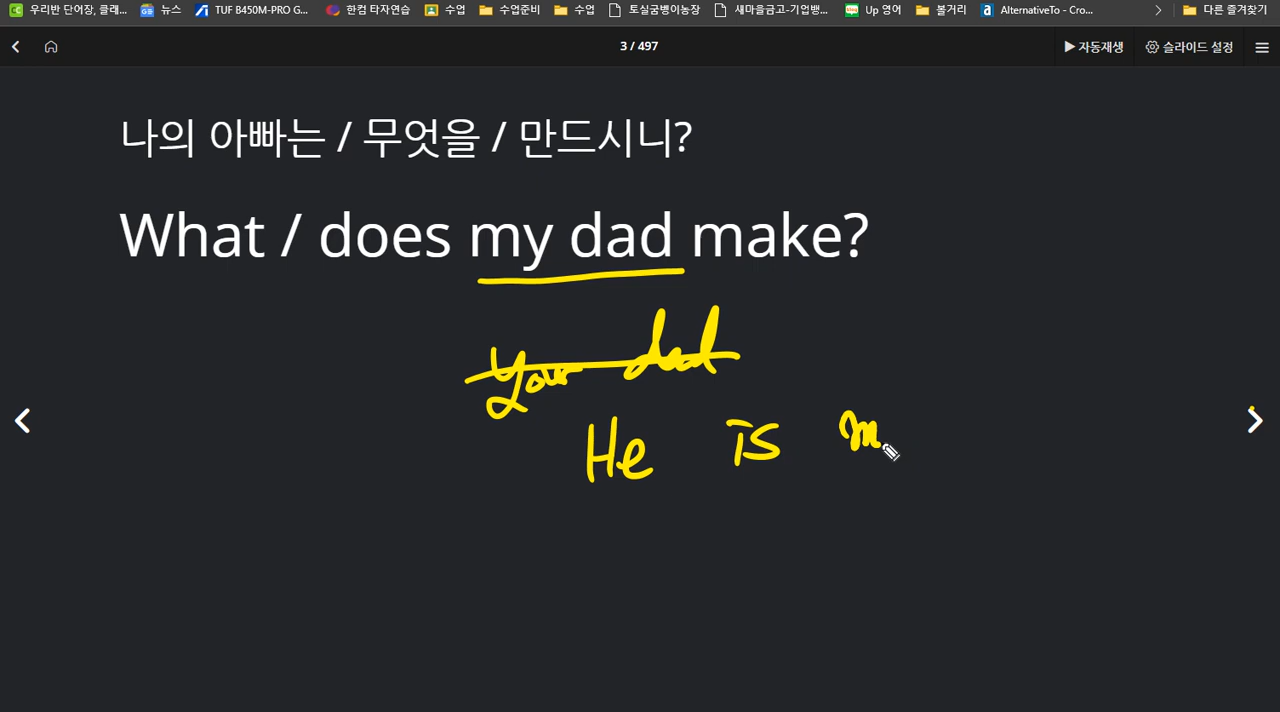 우리반 단어장, 클래... 뉴스 TUF B450M-PRO G... 한컴 타자연습 수업 수업준비 수업 토실굼벵이농장 새마을금고-기업뱅... Up 영어 볼거리 AlternativeTo - Cro... 다른 즐겨찾기
3 / 497 자동재생 슬라이드 설정
나의 아빠는 / 무엇을 / 만드시니?
What / does my dad make?
your dad
He is m